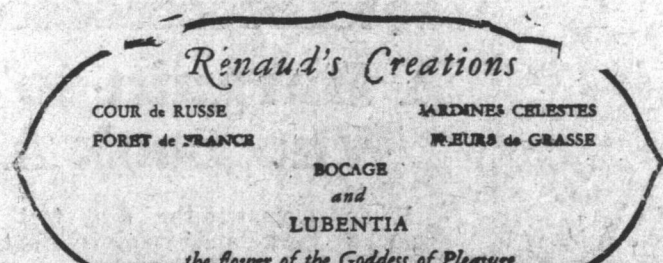 Renaud's Creations
COUR de RUSSE JARDINES CELESTES
FORET de FRANCE FLEURS de GRASSE
BOCAGE
and
LUBENTIA
the flower of the Goddess of Pleasure